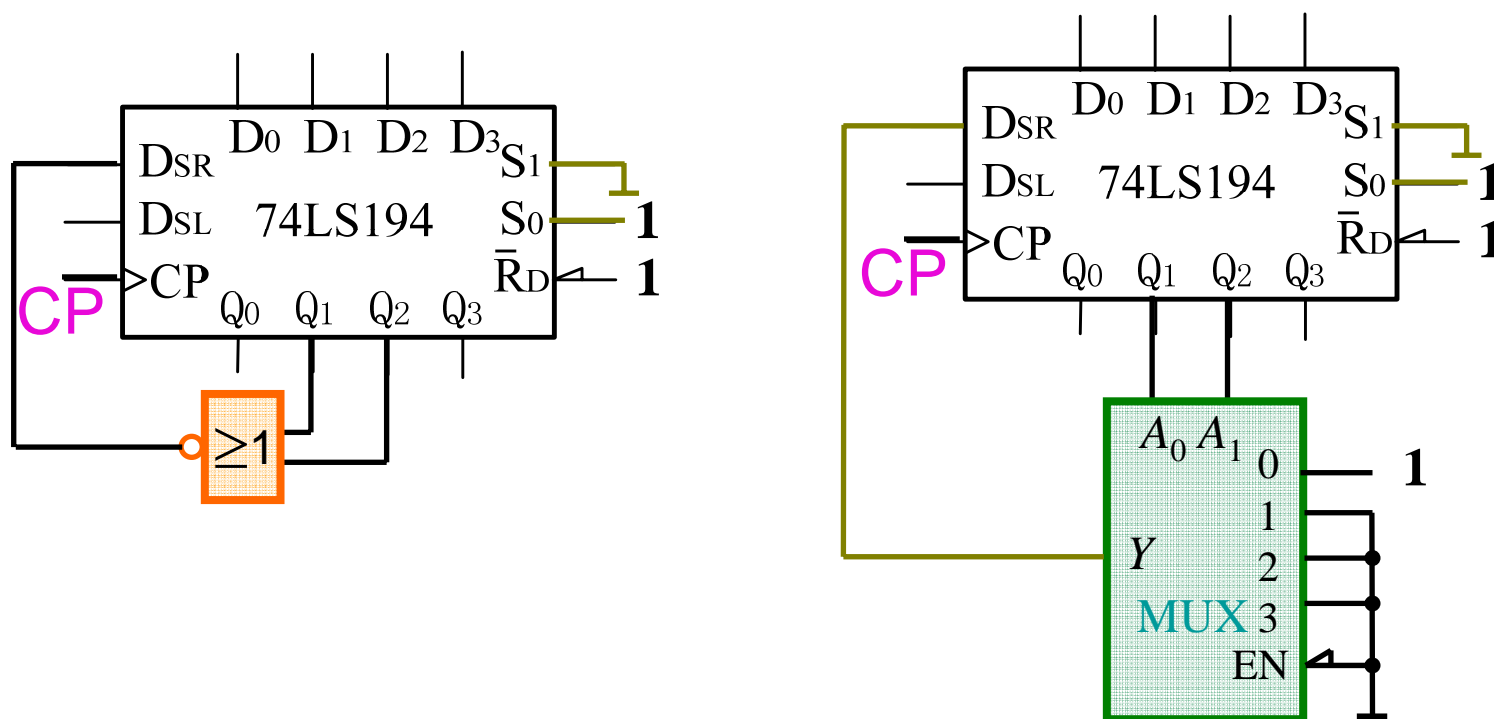 D0 D1 D2 D3
DSR S1
DSL 74LS194 S0 1
CP R̄D 1
CP
Q0 Q1 Q2 Q3
≥1
D0 D1 D2 D3
DSR S1
DSL 74LS194 S0 1
CP R̄D 1
CP
Q0 Q1 Q2 Q3
A0 A1
0 1
1
Y
2
MUX 3
EN